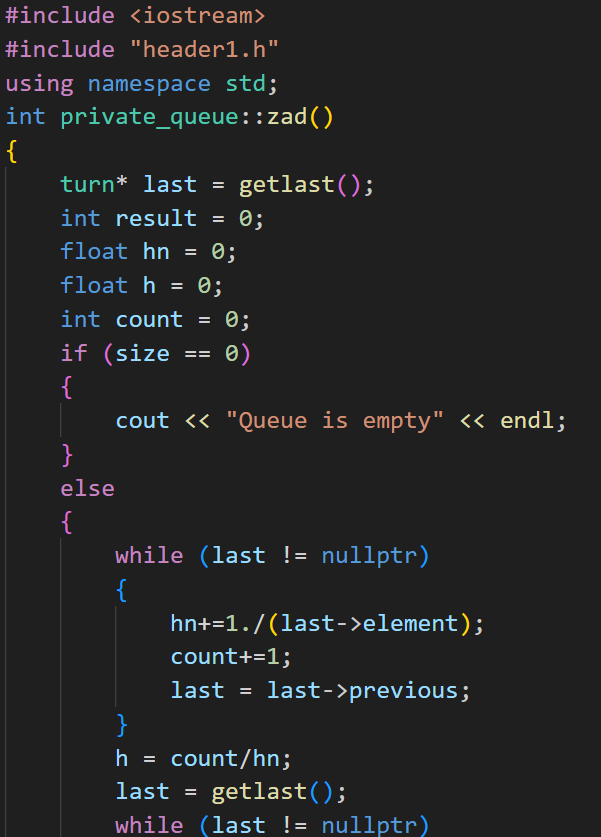 #include <iostream>
#include "header1.h"
using namespace std;
int private_queue::zad()
{
    turn* last = getlast();
    int result = 0;
    float hn = 0;
    float h = 0;
    int count = 0;
    if (size == 0)
    {
        cout << "Queue is empty" << endl;
    }
    else
    {
        while (last != nullptr)
        {
            hn+=1./(last->element);
            count+=1;
            last = last->previous;
        }
        h = count/hn;
        last = getlast();
        while (last != nullptr)